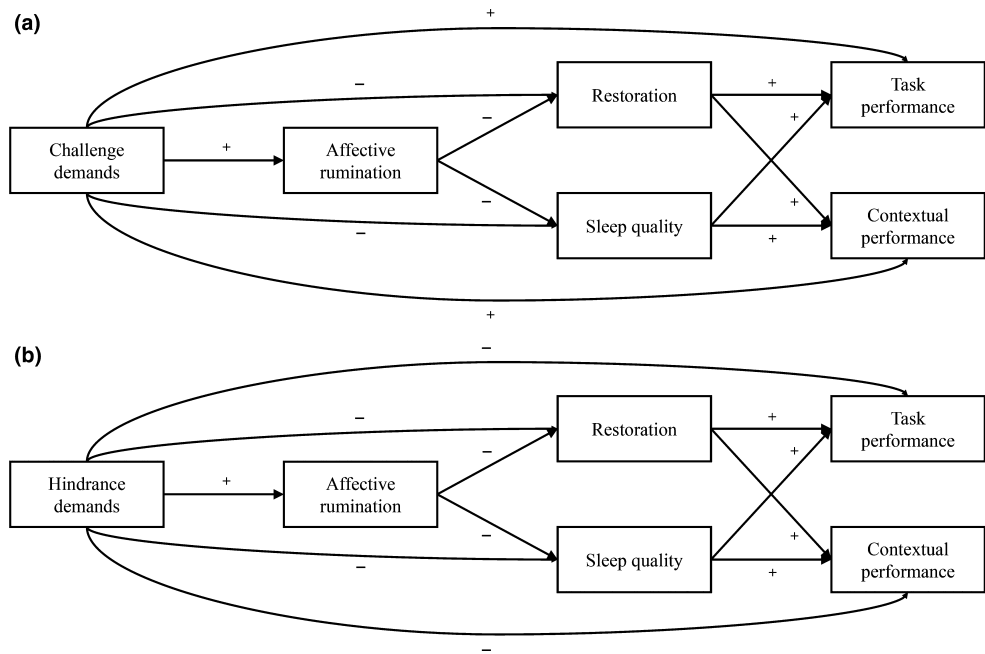 (a)
+
Challenge
demands
+
Affective
rumination
−
−
−
−
Restoration
Sleep quality
+
+
+
+
Task
performance
Contextual
performance
+
(b)
−
Hindrance
demands
+
Affective
rumination
−
−
−
−
Restoration
Sleep quality
+
+
+
+
Task
performance
Contextual
performance
−